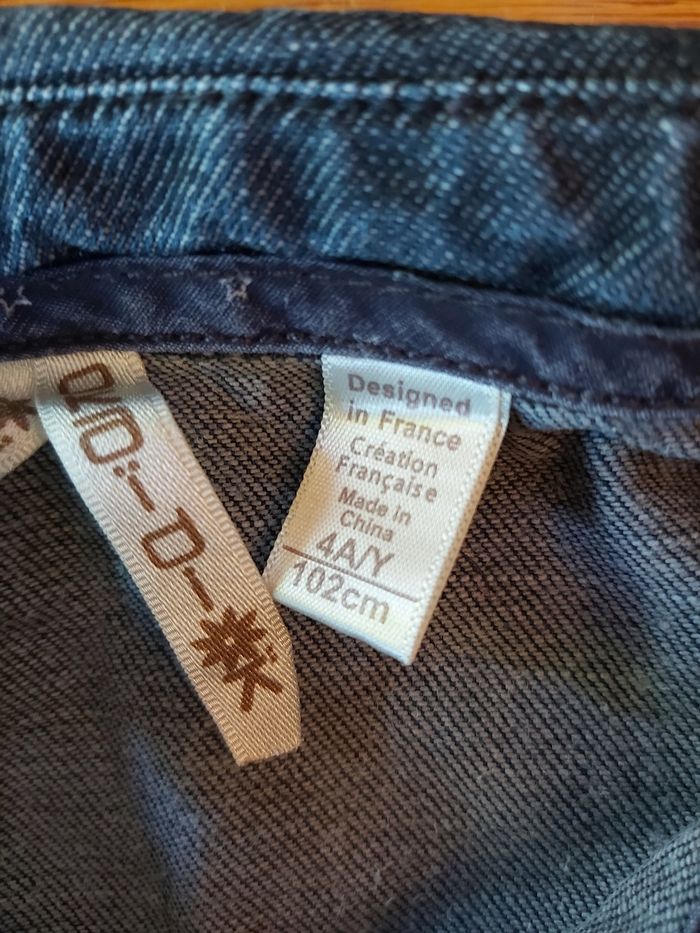 Designed
in France
Création
Française
Made in
China
4A/Y
102cm